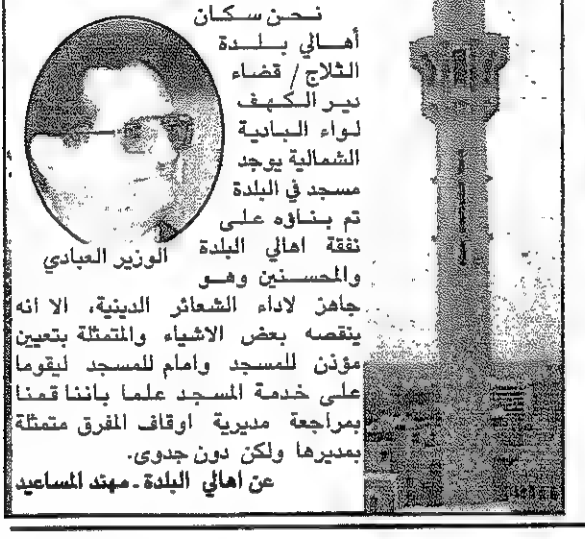 نحن سكان
أهالي بلدة
الثلاج / قضاء
دير الكهف
لواء البادية
الشمالية يوجد
مسجد في البلدة
تم بناؤه على
نفقة اهالي البلدة
والمحسنين وهو
الوزير العبادي
جاهز لاداء الشعائر الدينية، الا انه
ينقصه بعض الاشياء والمتمثلة بتعيين
مؤذن للمسجد وامام للمسجد ليقوما
على خدمة المسجد علما باننا قمنا
بمراجعة مديرية اوقاف المفرق متمثلة
بمديرها ولكن دون جدوى.
عن اهالي البلدة ـ مهند المساعيد